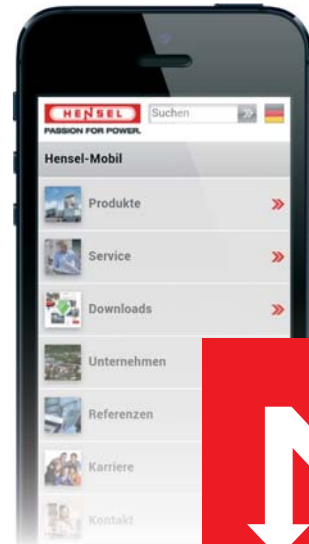 HENSEL
Suchen
PASSION FOR POWER.
Hensel-Mobil
Produkte
Service
Downloads
Unternehmen
Referenzen
Karriere
Kontakt